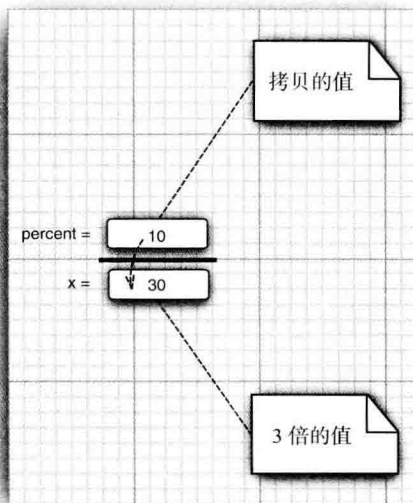 拷贝的值
percent = 10
x = 30
3 倍的值